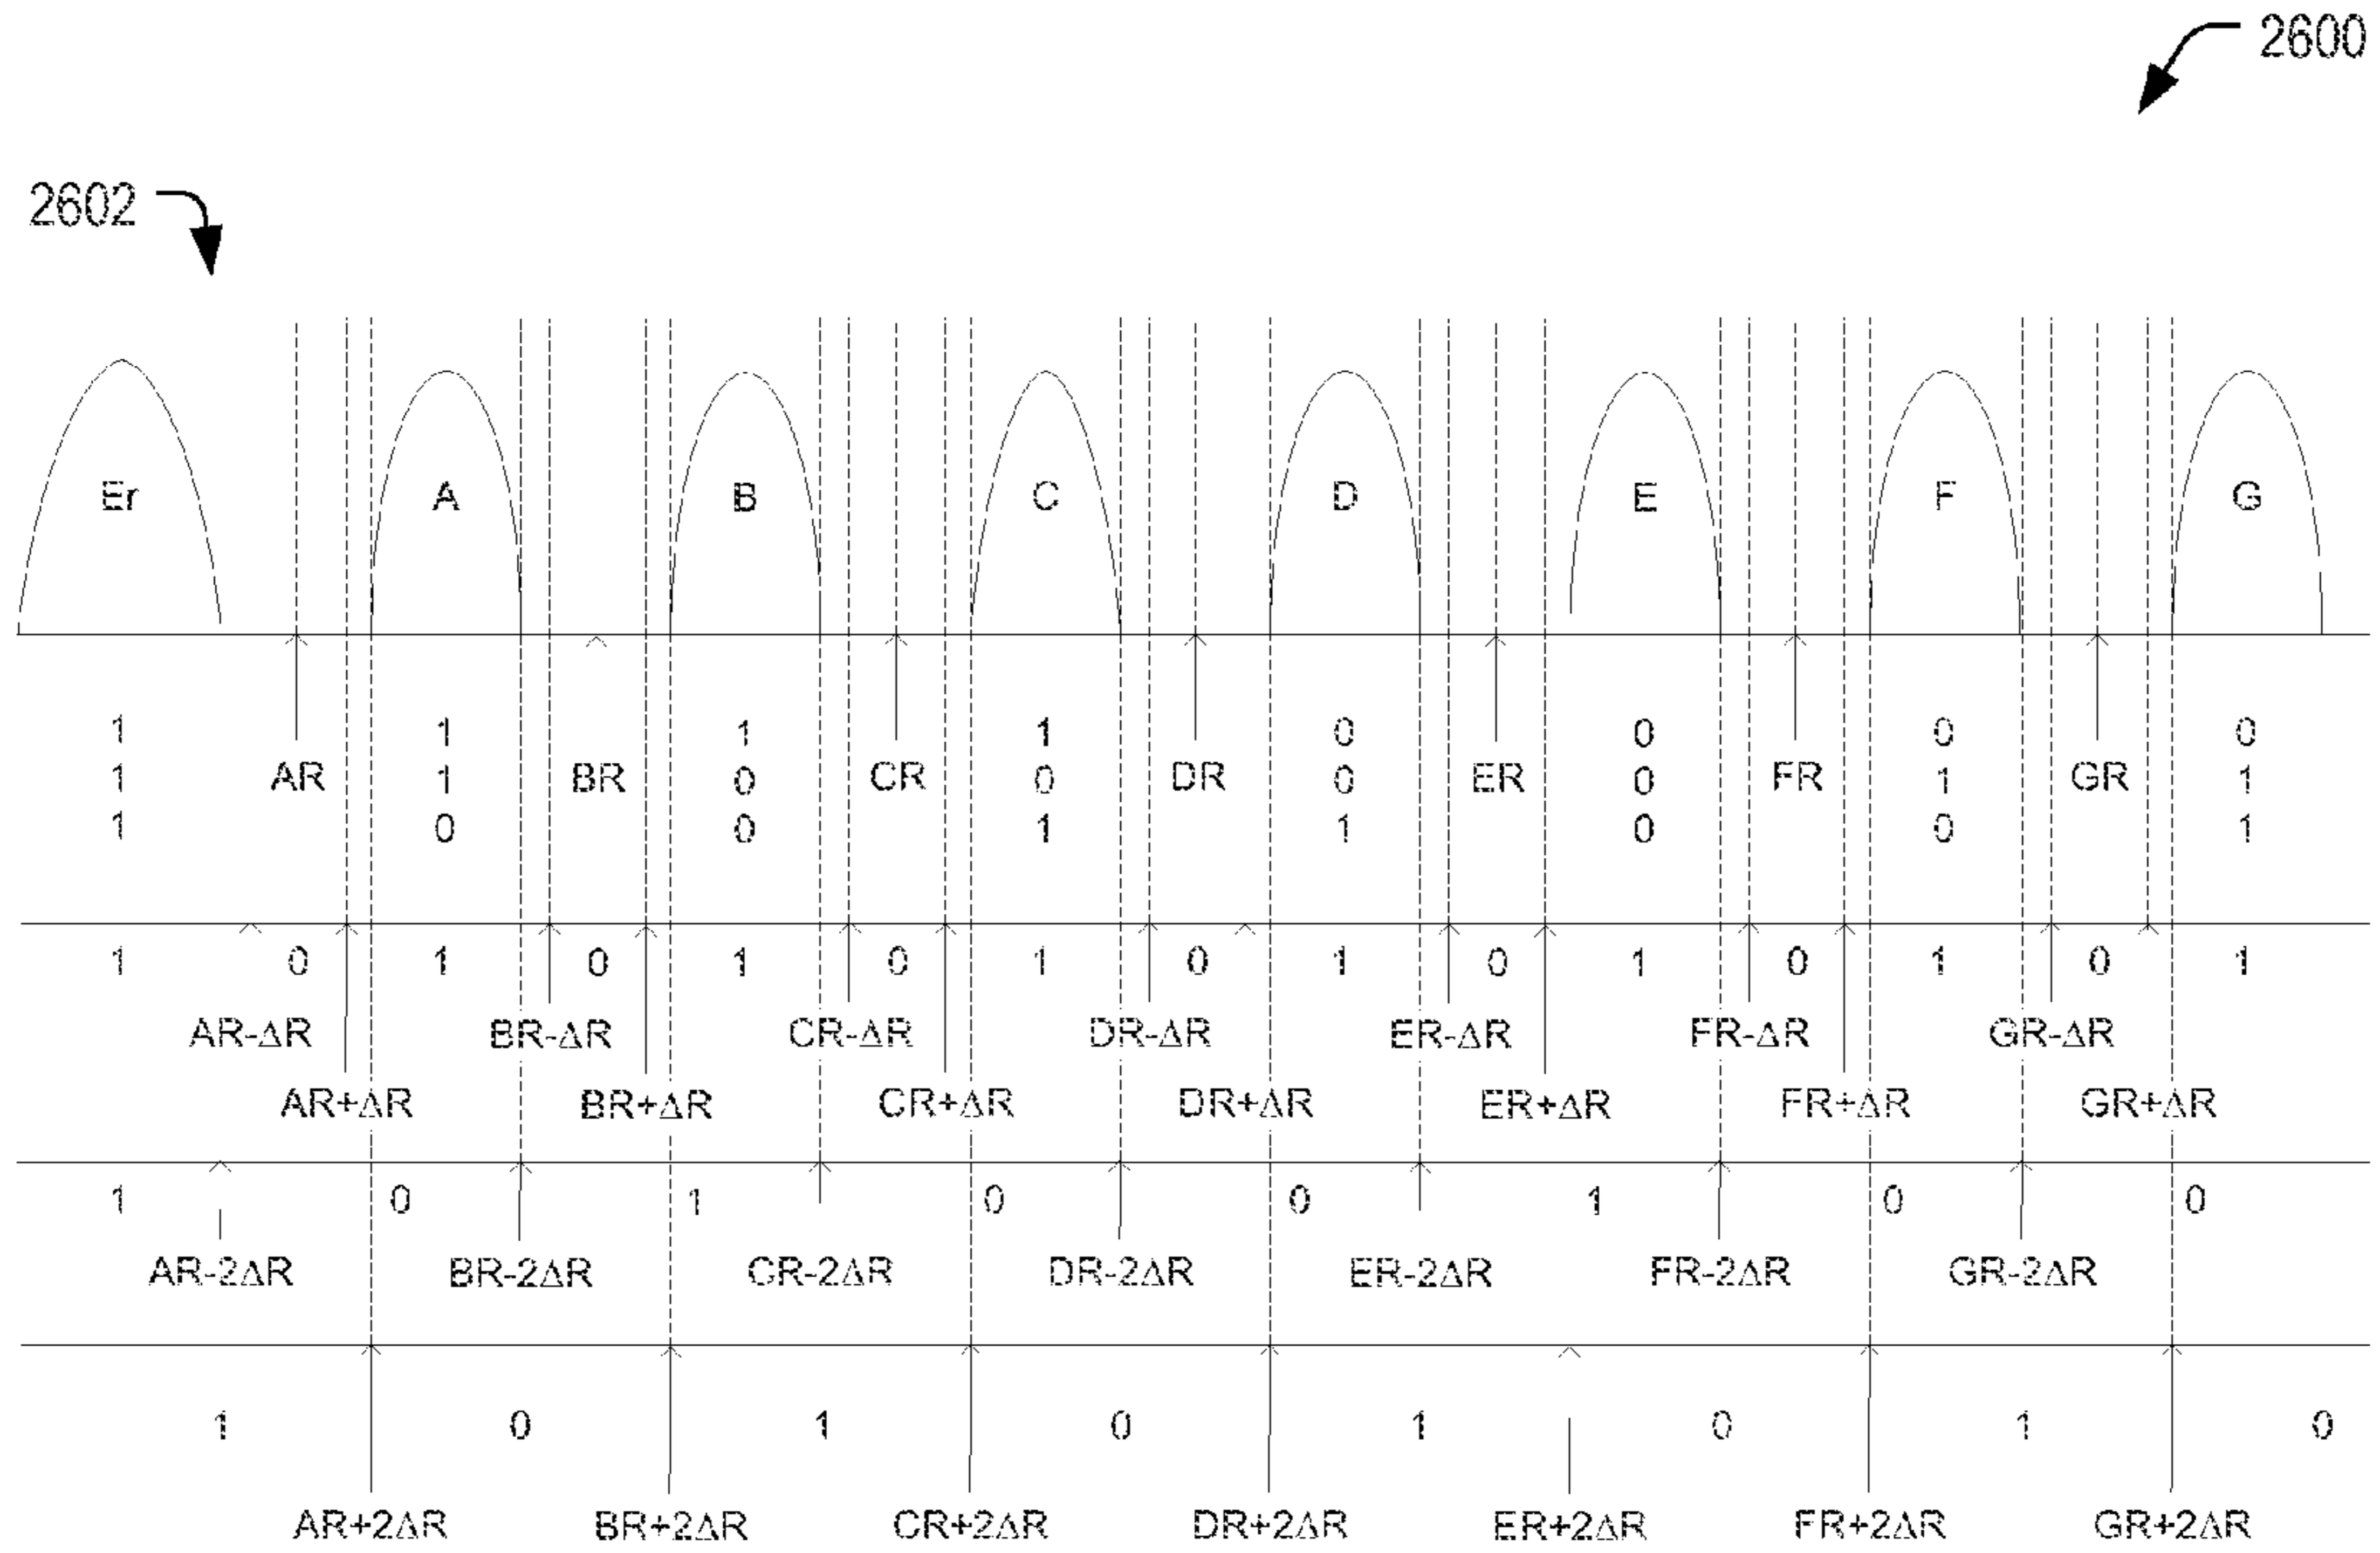 2600
2602
Er A B C D E F G
1 1 1 1 0 0 0 0
1 AR 1 BR 0 CR 0 DR 0 ER 0 FR 1 GR 1
1 0 0 1 1 0 0 1
1 0 1 0 1 0 1 0 1 0 1 0 1 0 1
AR-ΔR BR-ΔR CR-ΔR DR-ΔR ER-ΔR FR-ΔR GR-ΔR
AR+ΔR BR+ΔR CR+ΔR DR+ΔR ER+ΔR FR+ΔR GR+ΔR
1 0 1 0 0 1 0 0
AR-2ΔR BR-2ΔR CR-2ΔR DR-2ΔR ER-2ΔR FR-2ΔR GR-2ΔR
1 0 1 0 1 0 1 0
AR+2ΔR BR+2ΔR CR+2ΔR DR+2ΔR ER+2ΔR FR+2ΔR GR+2ΔR